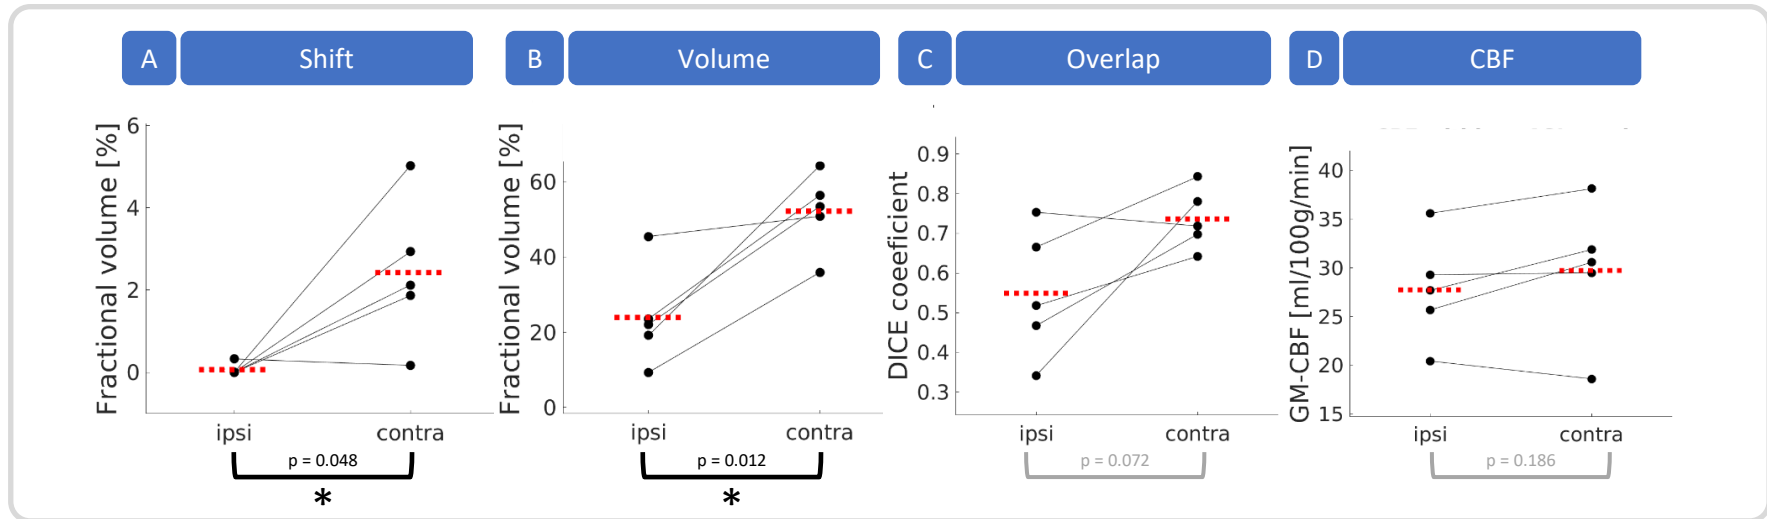 A Shift
B Volume
C Overlap
D CBF
Fractional volume [%]
6
4
2
0
ipsi contra
p = 0.048
*
Fractional volume [%]
60
40
20
0
ipsi contra
p = 0.012
*
DICE coeeficient
0.9
0.8
0.7
0.6
0.5
0.4
0.3
ipsi contra
p = 0.072
GM-CBF [ml/100g/min]
40
35
30
25
20
15
ipsi contra
p = 0.186